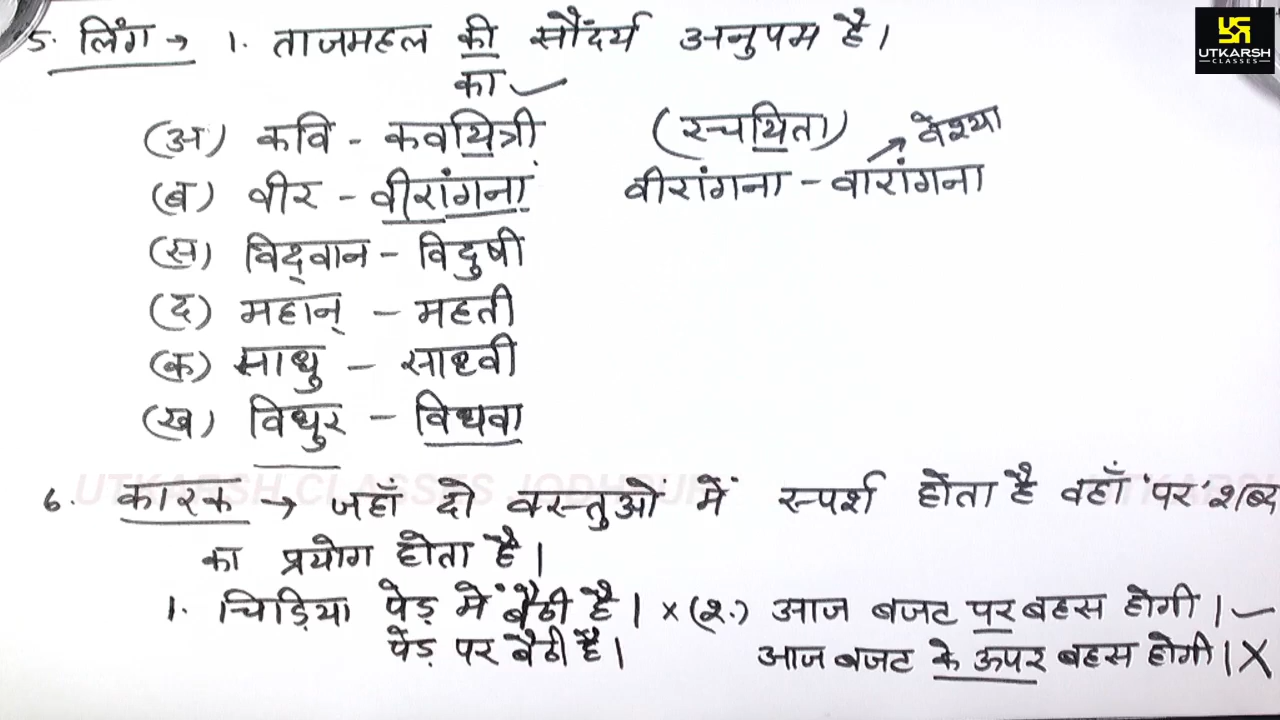 UTKARSH
CLASSES
5. लिंग → 1. ताजमहल की सौंदर्य अनुपम है।
का ✓
(अ) कवि - कवयित्री (रचयिता)
(ब) वीर - वीरांगना वीरांगना - वारांगना → वेश्या
(स) विद्वान - विदुषी
(द) महान् - महती
(क) साधु - साध्वी
(ख) विधुर - विधवा
UTKARSH CLASSES JODHPUR
6. कारक → जहाँ दो वस्तुओं में स्पर्श होता है वहाँ 'पर' शब्द
का प्रयोग होता है।
1. चिड़िया पेड़ में बैठी है। × (2.) आज बजट पर बहस होगी। ✓
पेड़ पर बैठी है। आज बजट के ऊपर बहस होगी। ×